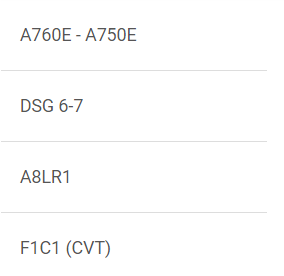 A760E - A750E
DSG 6-7
A8LR1
F1C1 (CVT)